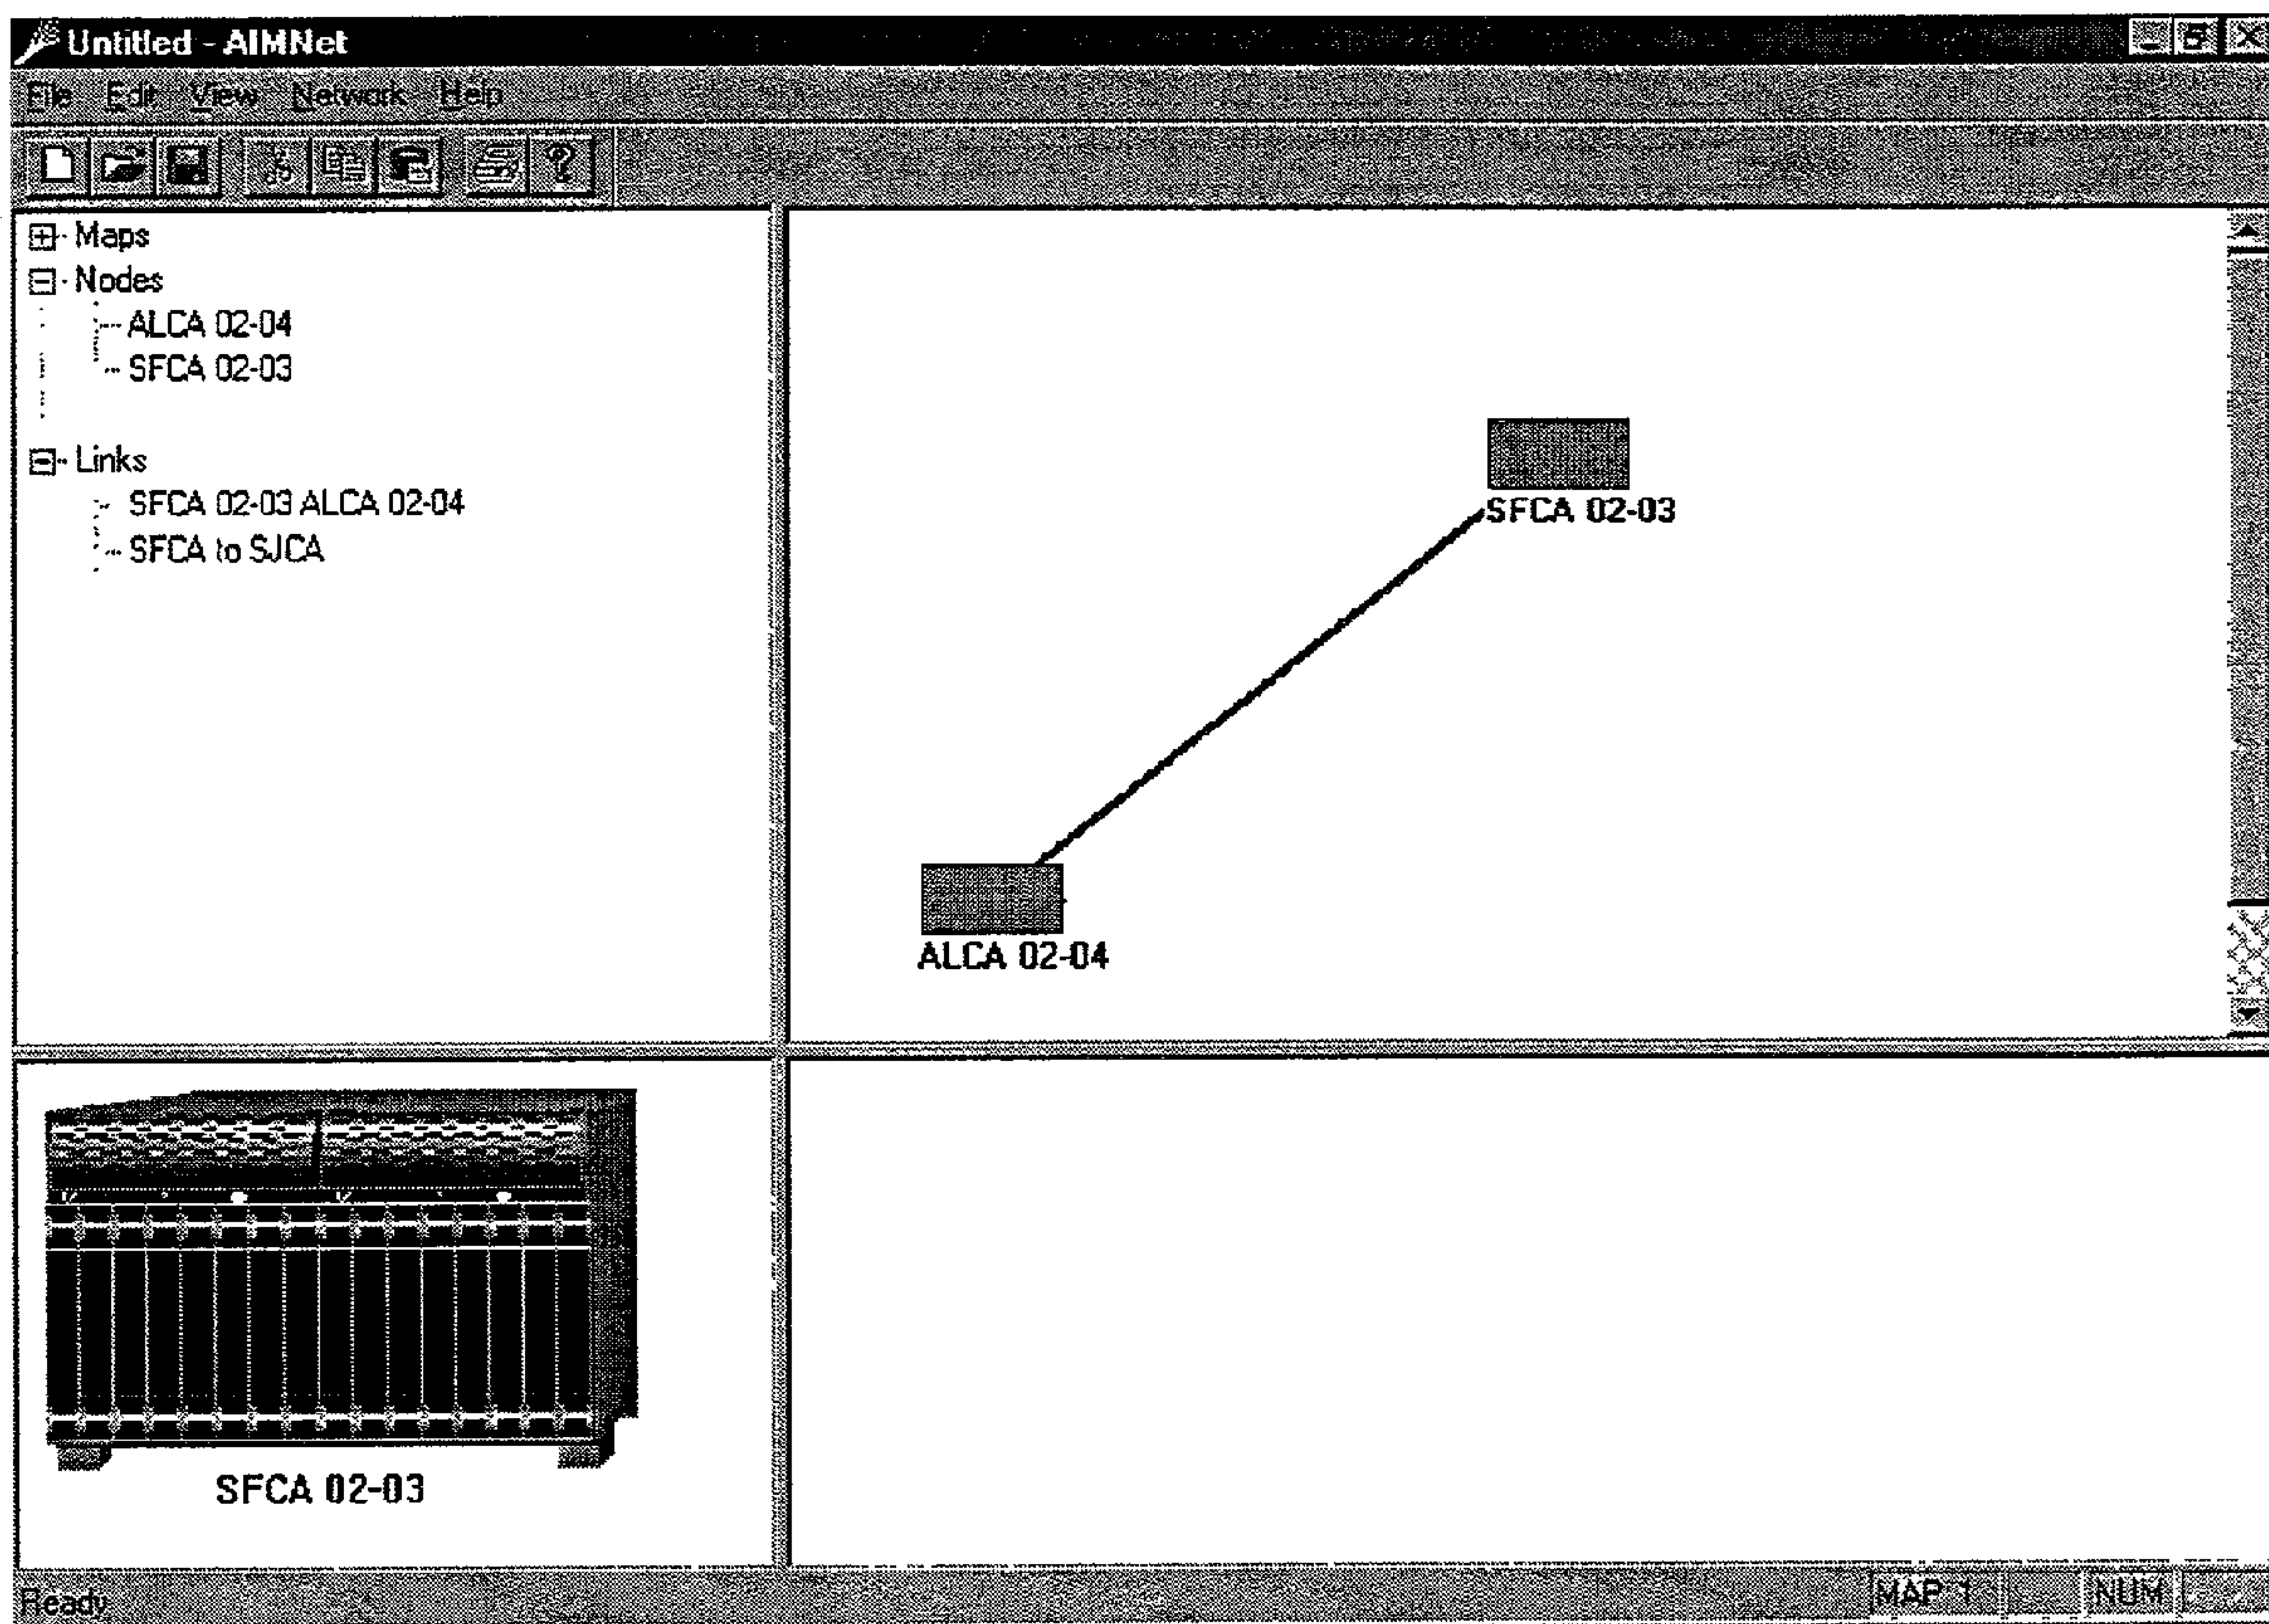 Untitled - AIMNet
File Edit View Network Help
Maps
Nodes
ALCA 02-04
SFCA 02-03
Links
SFCA 02-03 ALCA 02-04
SFCA to SJCA
SFCA 02-03
ALCA 02-04
SFCA 02-03
Ready MAP 1 NUM